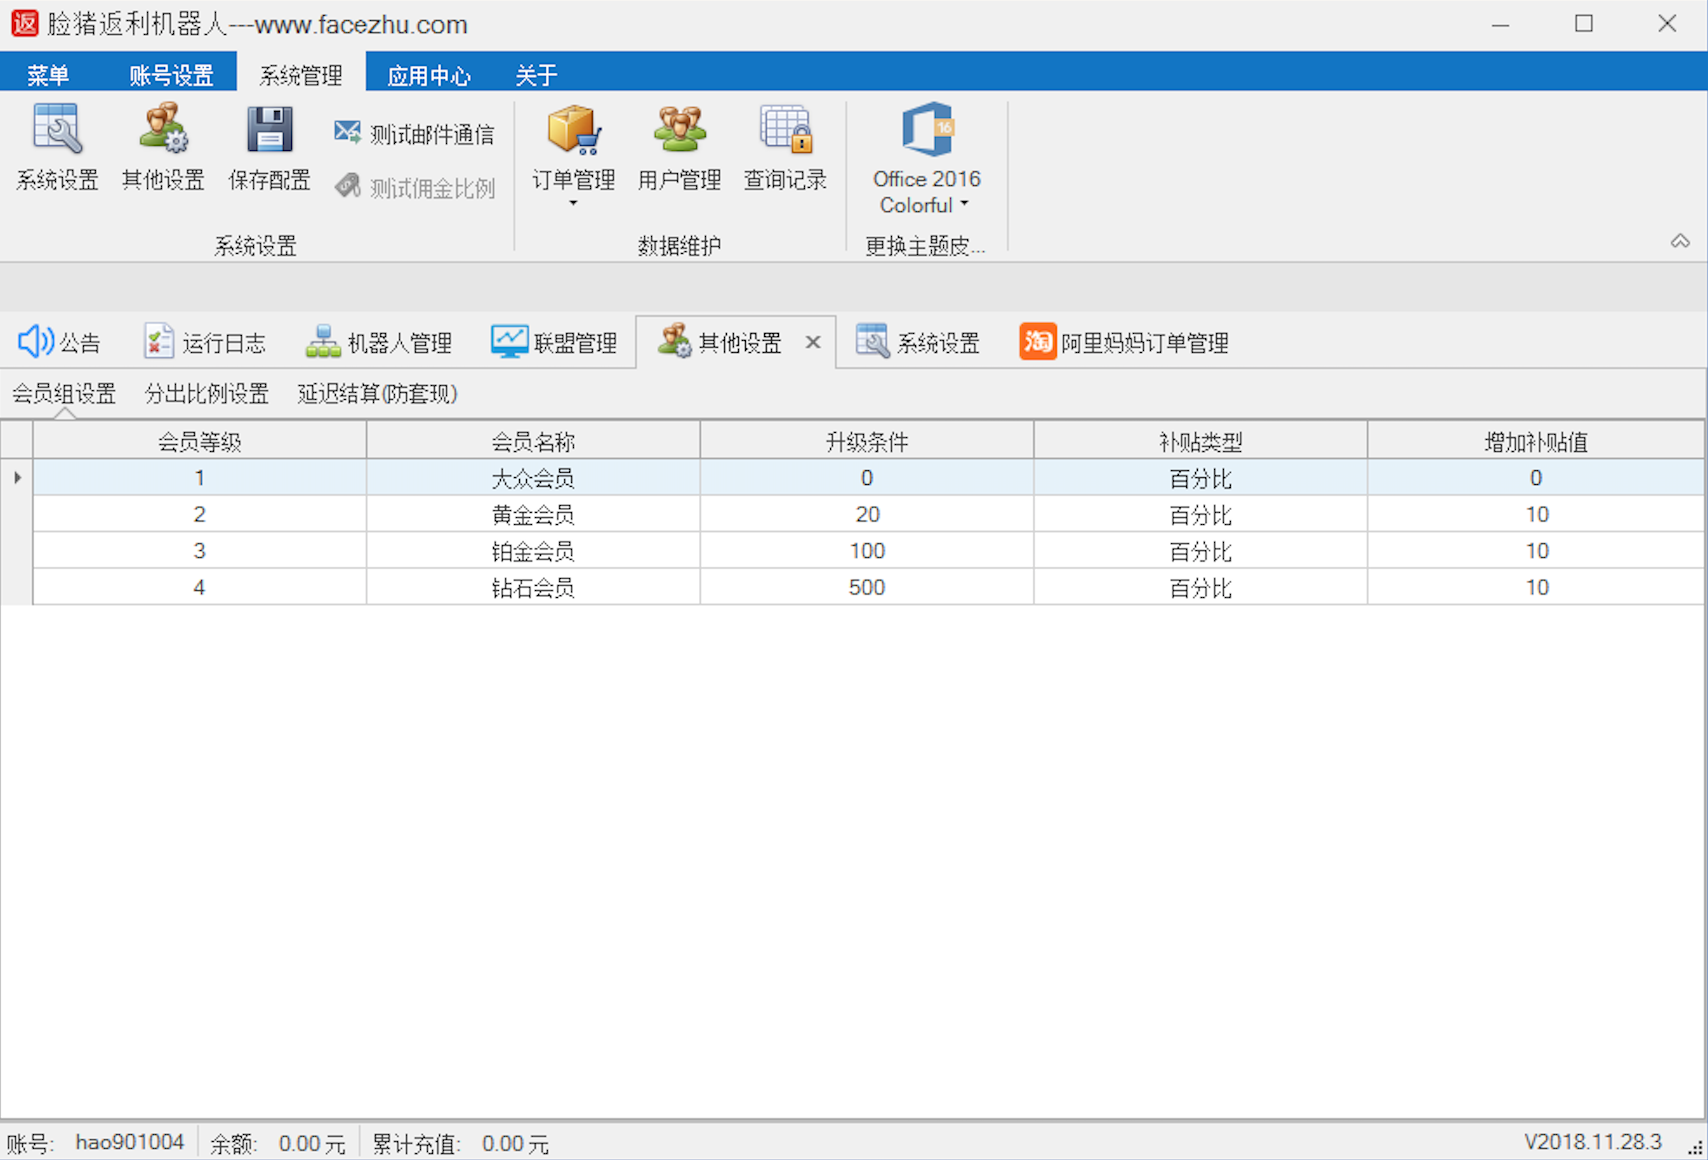 返 脸猪返利机器人---www.facezhu.com
菜单 账号设置 系统管理 应用中心 关于
系统设置 其他设置 保存配置 测试邮件通信 测试佣金比例 订单管理 用户管理 查询记录 16 Office 2016 Colorful
系统设置 数据维护 更换主题皮...
公告 运行日志 机器人管理 联盟管理 其他设置 系统设置 淘 阿里妈妈订单管理
会员组设置 分出比例设置 延迟结算(防套现)
会员等级 会员名称 升级条件 补贴类型 增加补贴值
1 大众会员 0 百分比 0
2 黄金会员 20 百分比 10
3 铂金会员 100 百分比 10
4 钻石会员 500 百分比 10
账号: hao901004 余额: 0.00 元 累计充值: 0.00 元 V2018.11.28.3